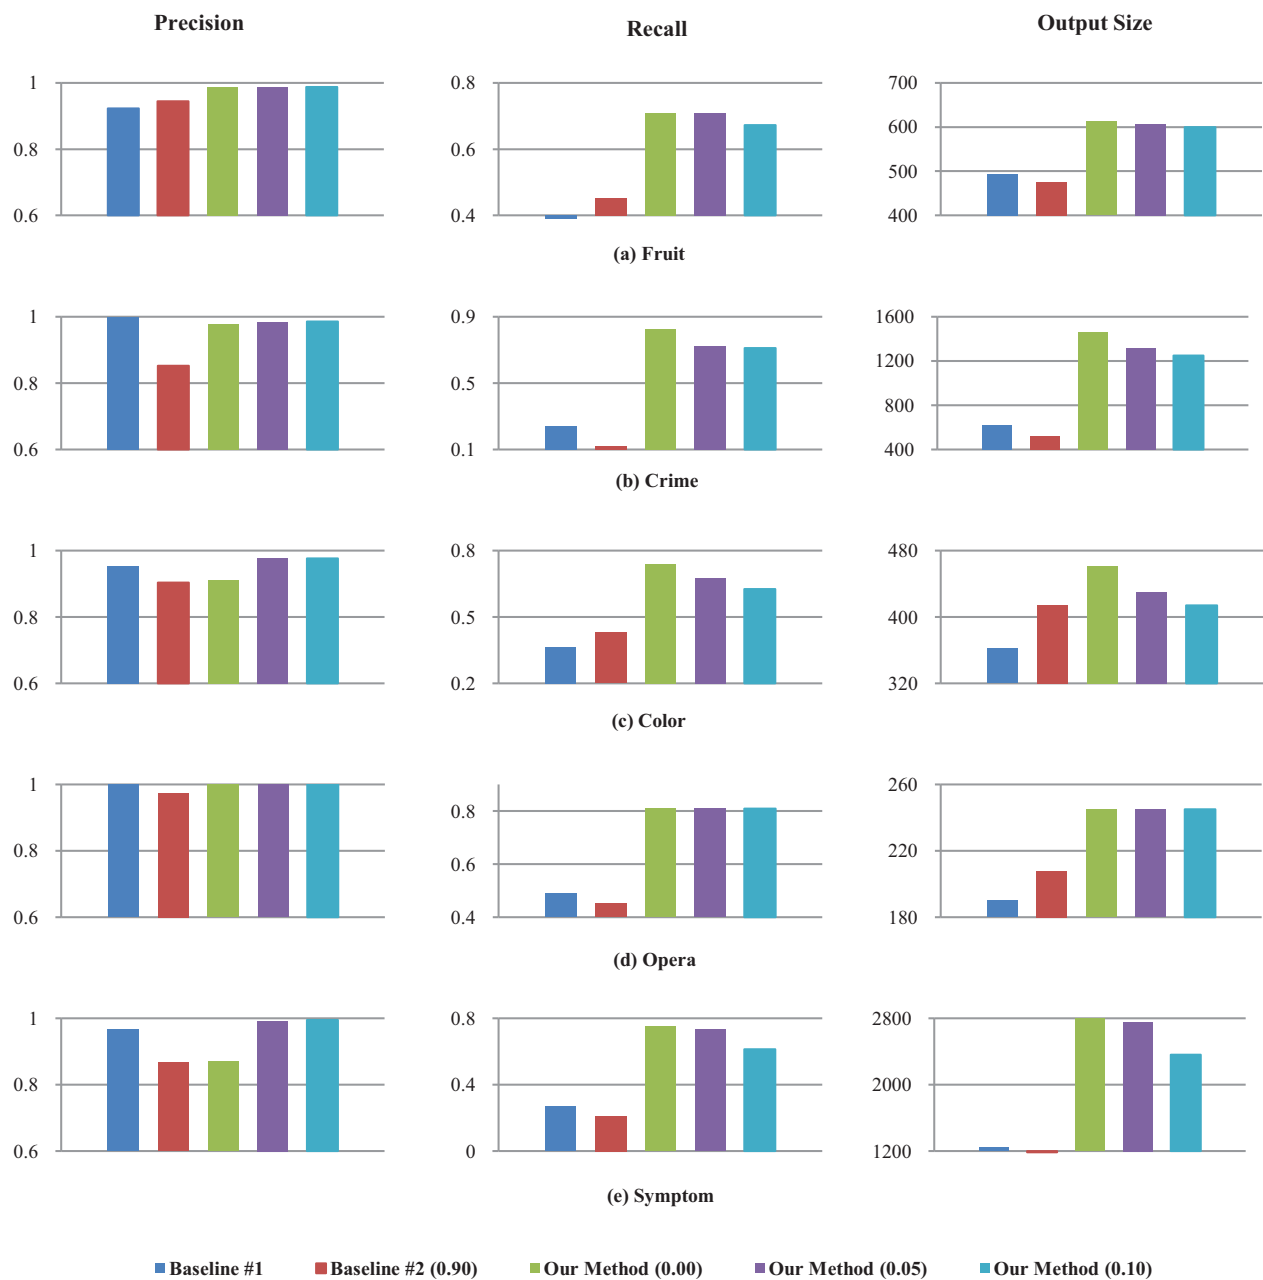 Precision Recall Output Size
1 0.8 700
0.8 0.6 600
500
0.6 0.4 400
(a) Fruit
1 0.9 1600
1200
0.8 0.5
800
0.6 0.1 400
(b) Crime
1 0.8 480
0.8 0.5 400
0.6 0.2 320
(c) Color
1 260
0.8
0.8 220
0.6
0.6 0.4 180
(d) Opera
1 0.8 2800
0.8 0.4 2000
0.6 0 1200
(e) Symptom
Baseline #1 Baseline #2 (0.90) Our Method (0.00) Our Method (0.05) Our Method (0.10)